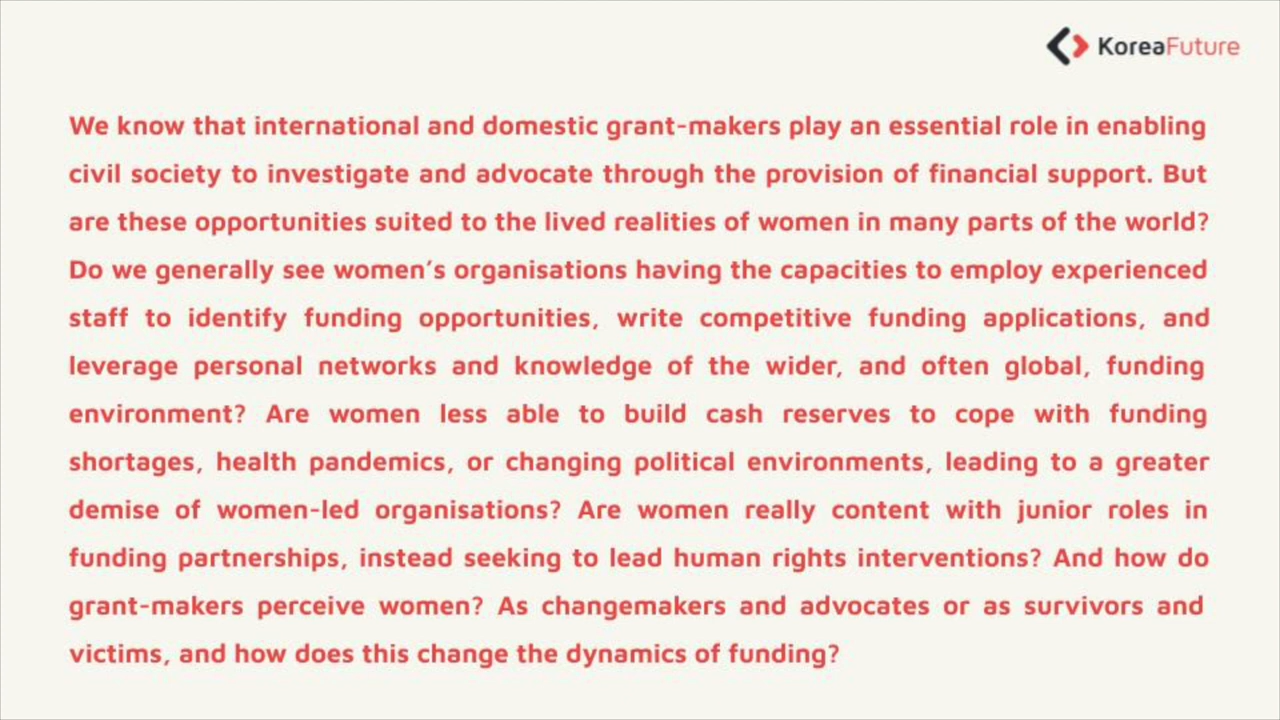 KoreaFuture
We know that international and domestic grant-makers play an essential role in enabling
civil society to investigate and advocate through the provision of financial support. But
are these opportunities suited to the lived realities of women in many parts of the world?
Do we generally see women's organisations having the capacities to employ experienced
staff to identify funding opportunities, write competitive funding applications, and
leverage personal networks and knowledge of the wider, and often global, funding
environment? Are women less able to build cash reserves to cope with funding
shortages, health pandemics, or changing political environments, leading to a greater
demise of women-led organisations? Are women really content with junior roles in
funding partnerships, instead seeking to lead human rights interventions? And how do
grant-makers perceive women? As changemakers and advocates or as survivors and
victims, and how does this change the dynamics of funding?